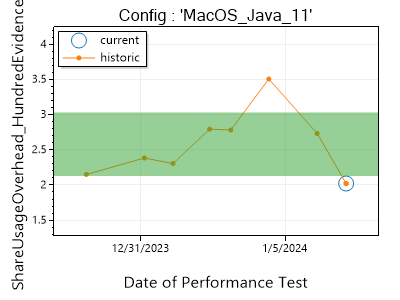 Config : 'MacOS_Java_11'
ShareUsageOverhead_HundredEvidence
current
historic
4
3.5
3
2.5
2
1.5
12/31/2023
1/5/2024
Date of Performance Test